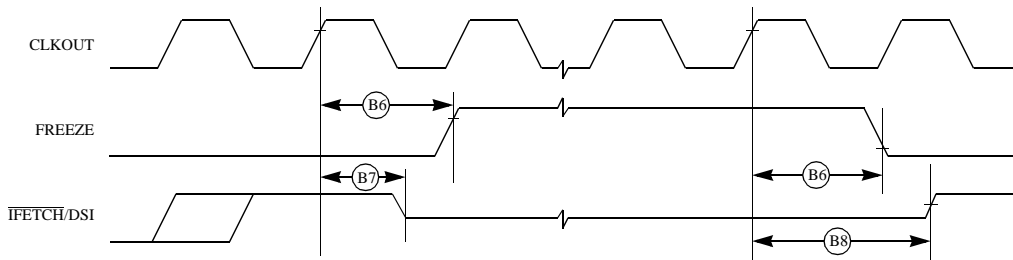 CLKOUT
B6
FREEZE
B7
B6
IFETCH/DSI
B8